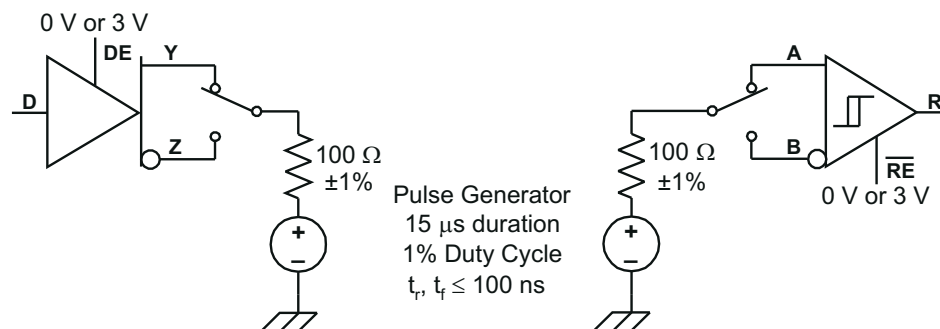 0 V or 3 V
DE
Y
D
Z
100 Ω
±1%
Pulse Generator
15 μs duration
1% Duty Cycle
tr, tf ≤ 100 ns
+
–
A
B
R
100 Ω
±1%
RE
0 V or 3 V
+
–